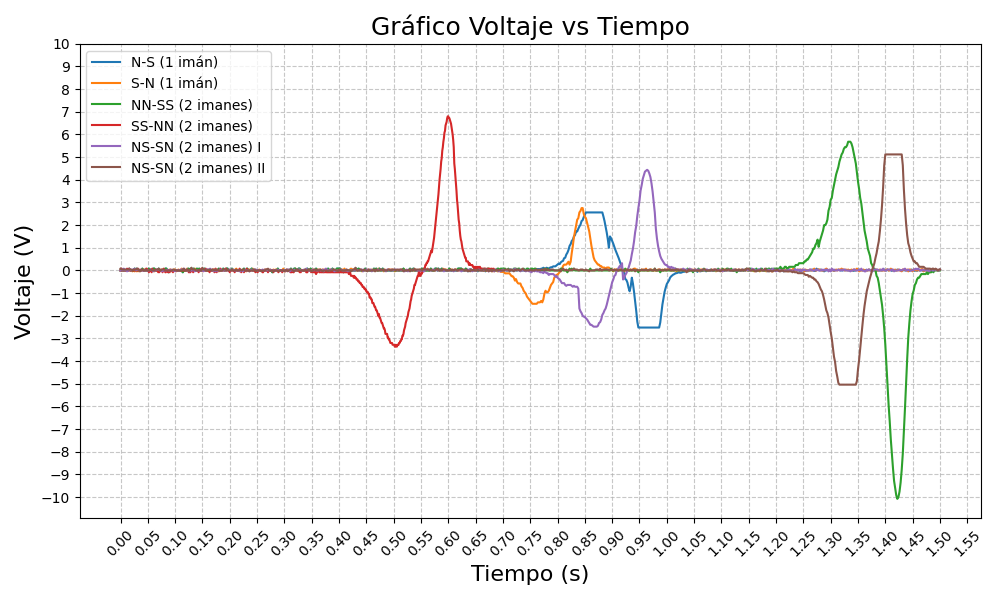 Gráfico Voltaje vs Tiempo
N-S (1 imán)
S-N (1 imán)
NN-SS (2 imanes)
SS-NN (2 imanes)
NS-SN (2 imanes) I
NS-SN (2 imanes) II
Voltaje (V)
10
9
8
7
6
5
4
3
2
1
0
−1
−2
−3
−4
−5
−6
−7
−8
−9
−10
0.00 0.05 0.10 0.15 0.20 0.25 0.30 0.35 0.40 0.45 0.50 0.55 0.60 0.65 0.70 0.75 0.80 0.85 0.90 0.95 1.00 1.05 1.10 1.15 1.20 1.25 1.30 1.35 1.40 1.45 1.50 1.55
Tiempo (s)